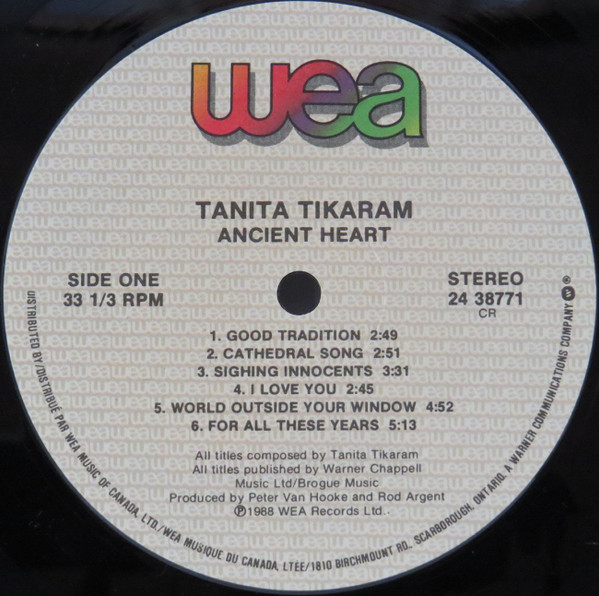 wea
TANITA TIKARAM
ANCIENT HEART
SIDE ONE
33 1/3 RPM
STEREO
24 38771
CR
1. GOOD TRADITION 2:49
2. CATHEDRAL SONG 2:51
3. SIGHING INNOCENTS 3:31
4. I LOVE YOU 2:45
5. WORLD OUTSIDE YOUR WINDOW 4:52
6. FOR ALL THESE YEARS 5:13
All titles composed by Tanita Tikaram
All titles published by Warner Chappell
Music Ltd/Brogue Music
Produced by Peter Van Hooke and Rod Argent
℗1988 WEA Records Ltd.
DISTRIBUTED BY/DISTRIBUÉ PAR WEA MUSIC OF CANADA, LTD./WEA MUSIQUE DU CANADA, LTÉE/1810 BIRCHMOUNT RD., SCARBOROUGH, ONTARIO, A WARNER COMMUNICATIONS COMPANY ®